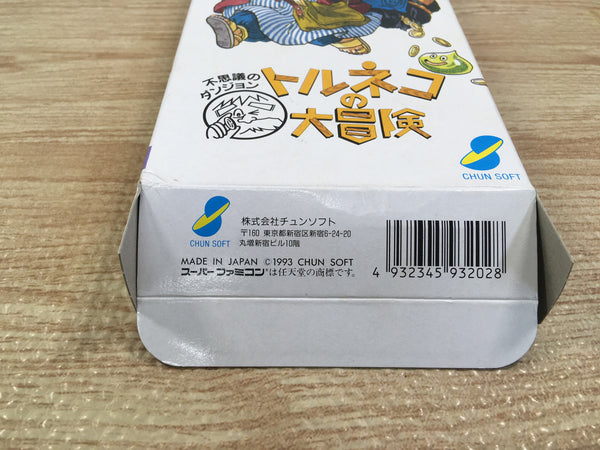 不思議の
ダンジョン
トルネコ
の
大冒険
CHUN SOFT
CHUN SOFT
株式会社チュンソフト
〒160 東京都新宿区新宿6-24-20
丸増新宿ビル10階
MADE IN JAPAN ©1993 CHUN SOFT
スーパーファミコン®は任天堂の商標です。
4 932345 932028